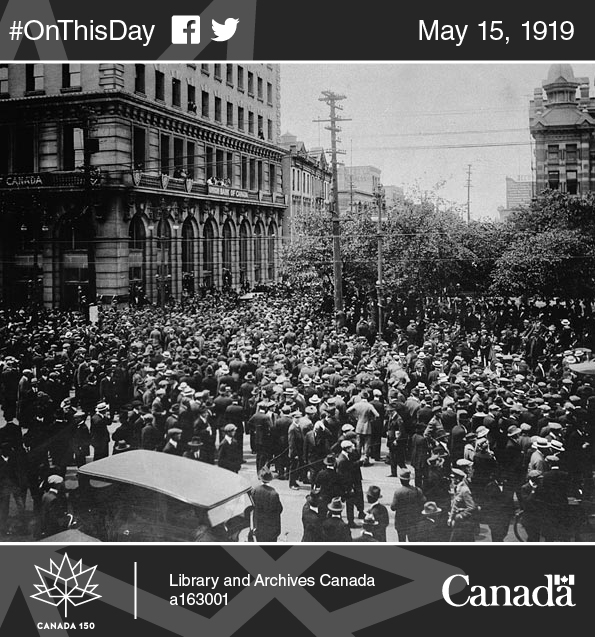 #OnThisDay
May 15, 1919
CANADA
UNION BANK OF CANADA
CANADA 150
Library and Archives Canada
a163001
Canada